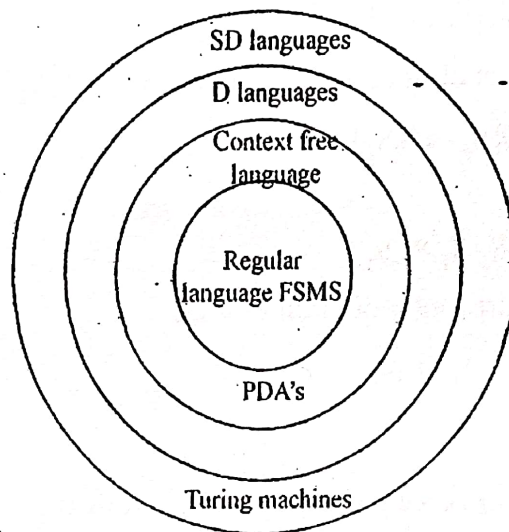 SD languages
D languages
Context free
language
Regular
language FSMS
PDA's
Turing machines